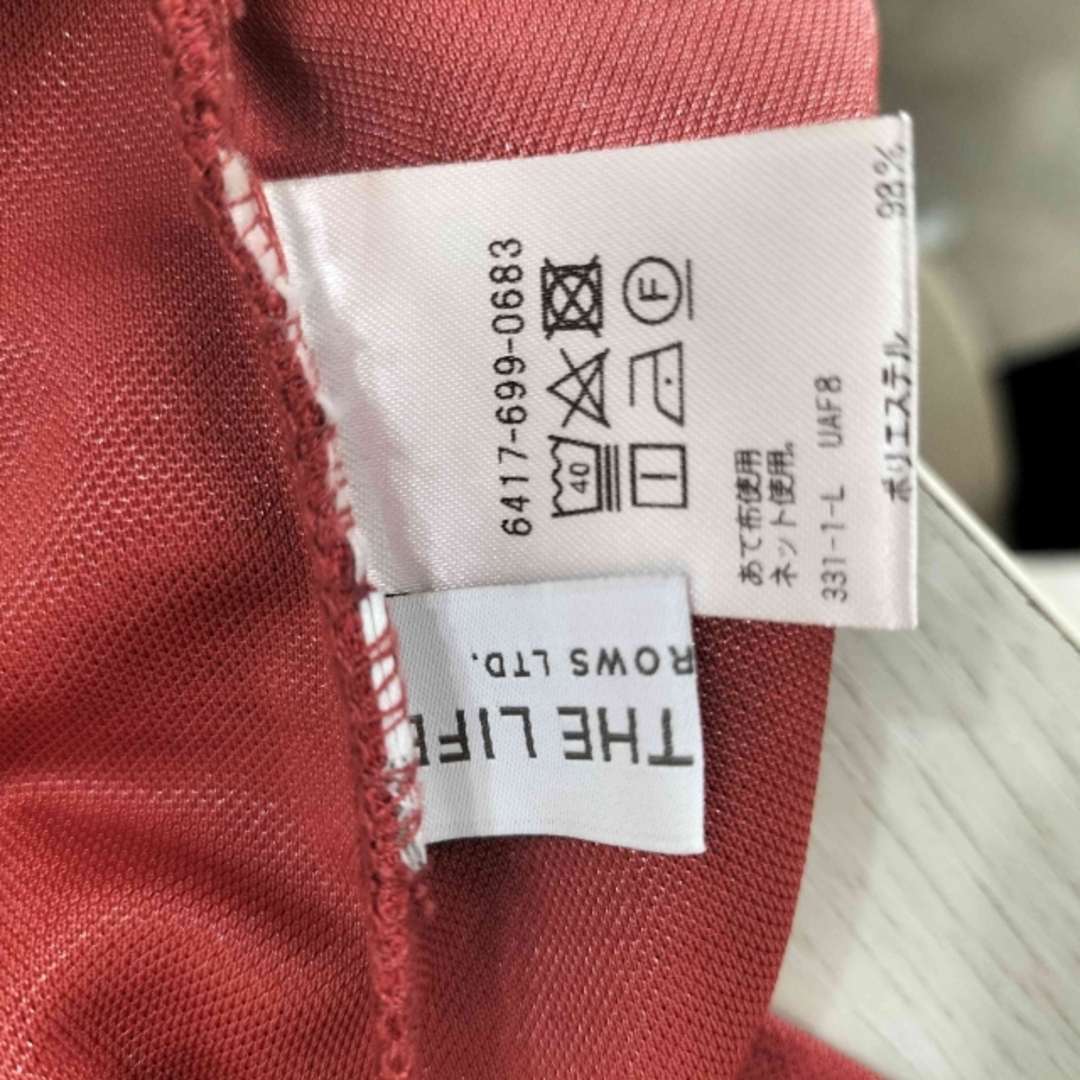 6417-699-0683
40
F
あて布使用
ネット使用。
331-1-L UAF8
ポリエステル 98%
THE LIFE
ROWS LTD.